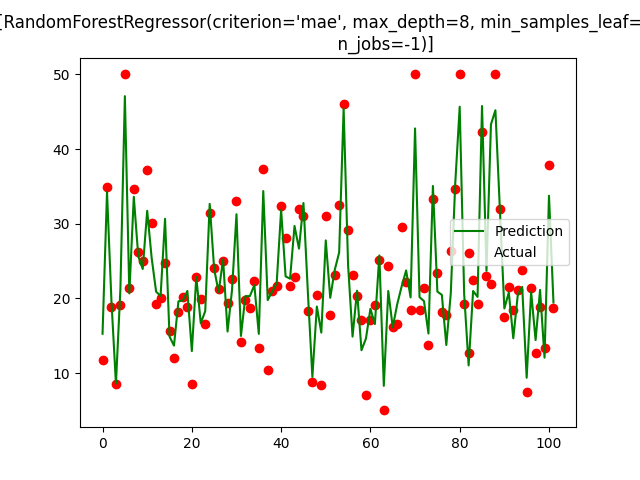 [RandomForestRegressor(criterion='mae', max_depth=8, min_samples_leaf=
n_jobs=-1)]
50
40
30
20
10
Prediction
Actual
0 20 40 60 80 100